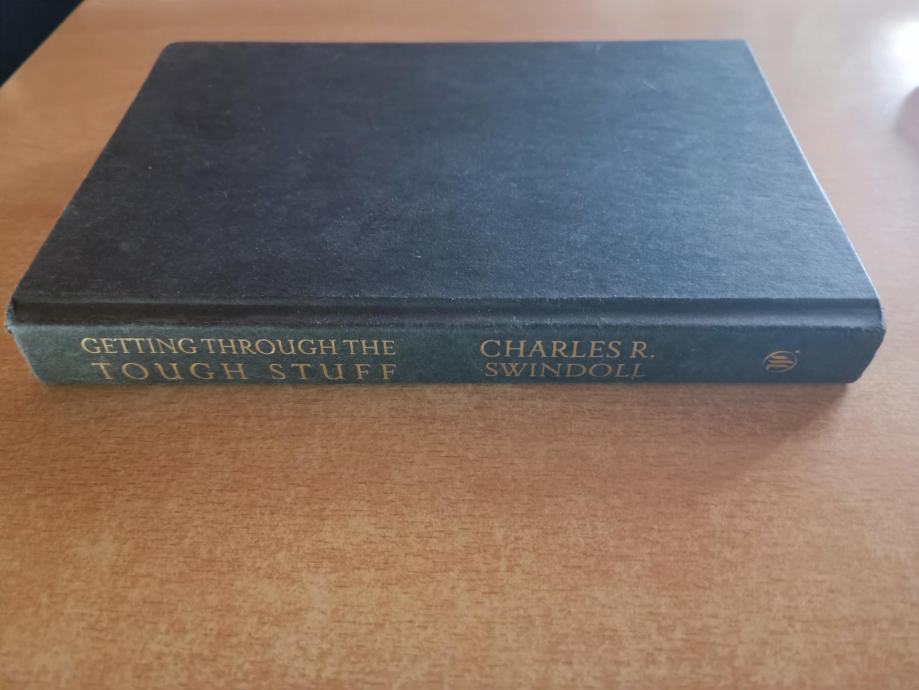 GETTING THROUGH THE
TOUGH STUFF
CHARLES R.
SWINDOLL